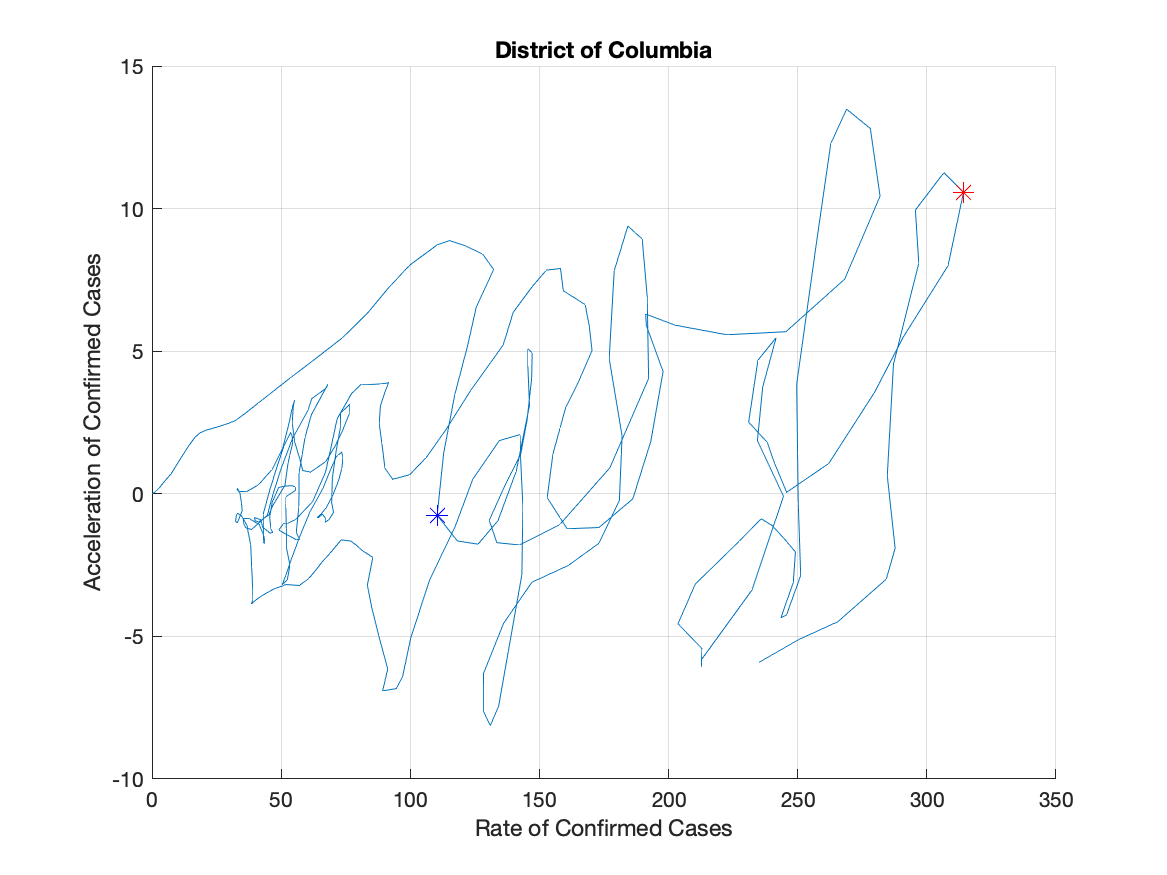 District of Columbia
15
10
5
0
-5
-10
Acceleration of Confirmed Cases
0 50 100 150 200 250 300 350
Rate of Confirmed Cases